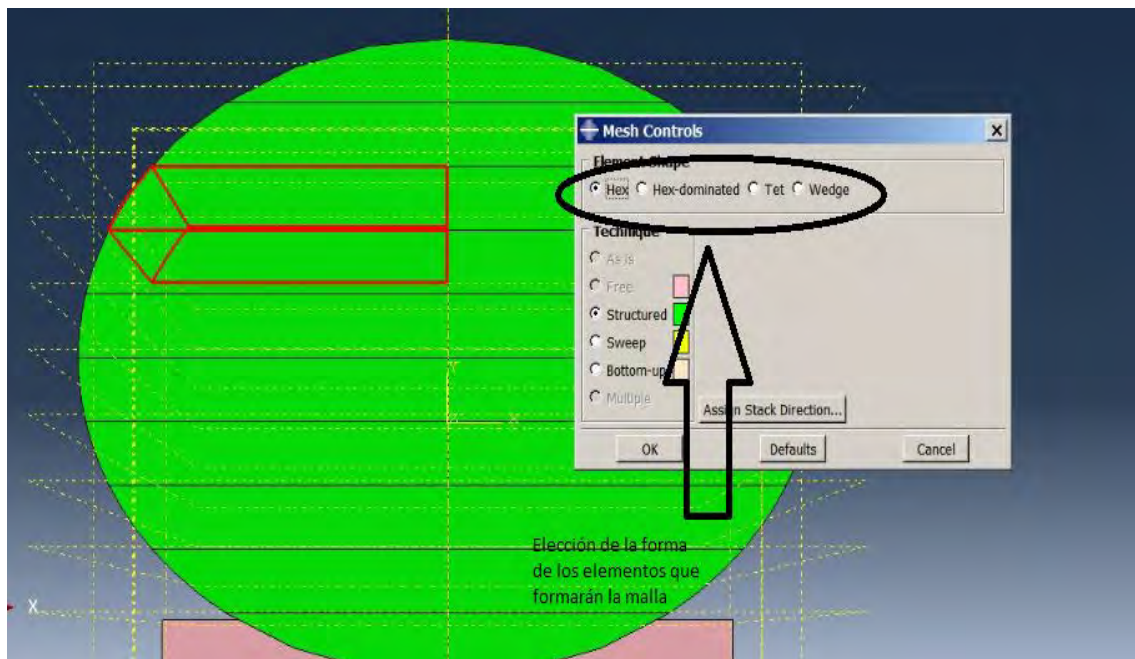 Mesh Controls
Element Shape
Hex Hex-dominated Tet Wedge
Technique
As is
Free
Structured
Sweep
Bottom-up
Multiple
Assign Stack Direction...
OK Defaults Cancel
Y
X
Elección de la forma
de los elementos que
formarán la malla
X